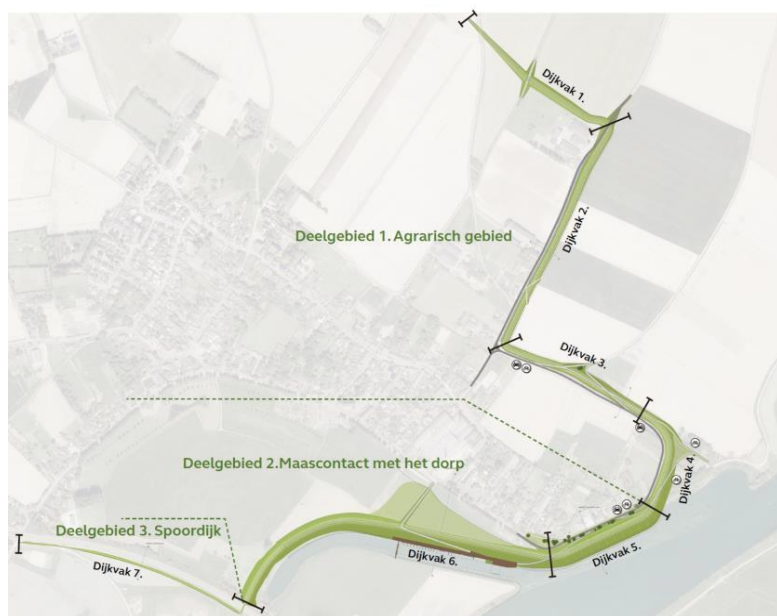 Dijkvak 1.
Dijkvak 2.
Deelgebied 1. Agrarisch gebied
Dijkvak 3.
Deelgebied 2.Maascontact met het dorp
Dijkvak 4.
Deelgebied 3. Spoordijk
Dijkvak 5.
Dijkvak 6.
Dijkvak 7.